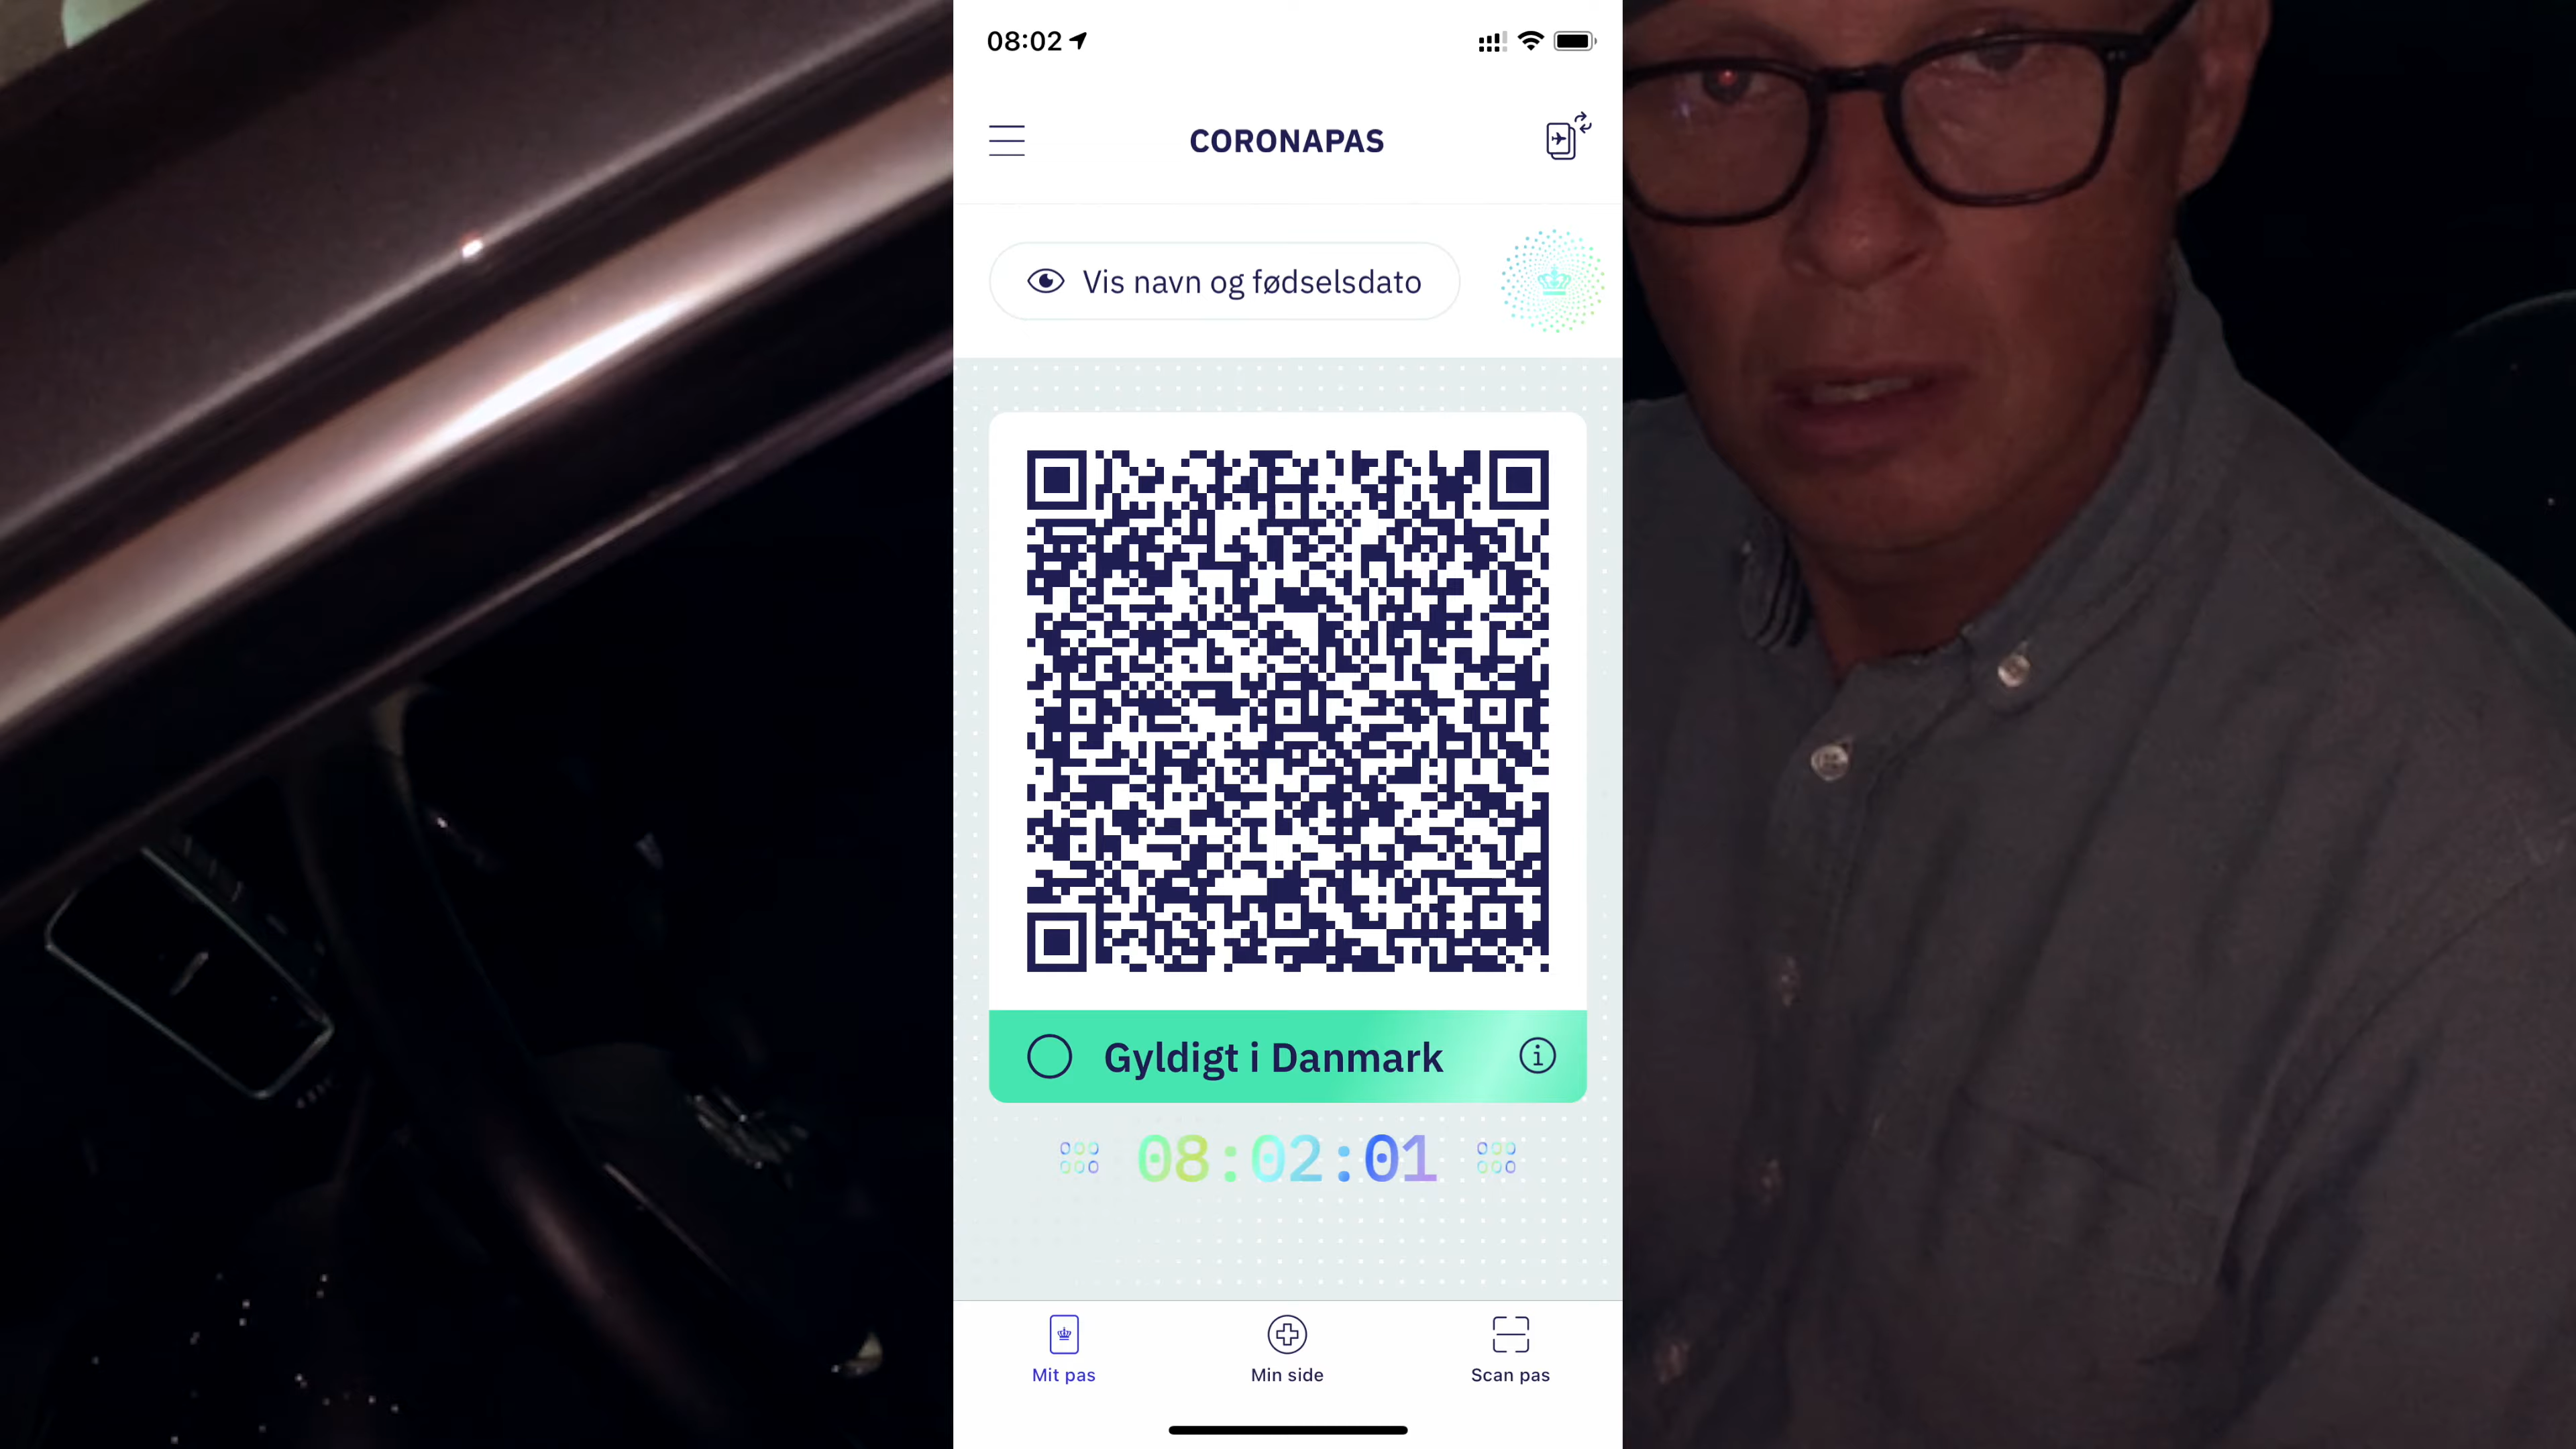 08:02
CORONAPAS
Vis navn og fødselsdato
Gyldigt i Danmark
08:02:01
Mit pas
Min side
Scan pas